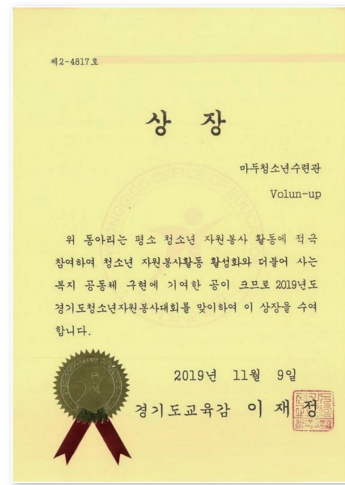 제2-4817호
상 장
마두청소년수련관
Volun-up
위 동아리는 평소 청소년 자원봉사 활동에 적극
참여하여 청소년 자원봉사활동 활성화와 더불어 사는
복지 공동체 구현에 기여한 공이 크므로 2019년도
경기도청소년자원봉사대회를 맞이하여 이 상장을 수여
합니다.
2019년 11월 9일
경기도교육감 이 재 정